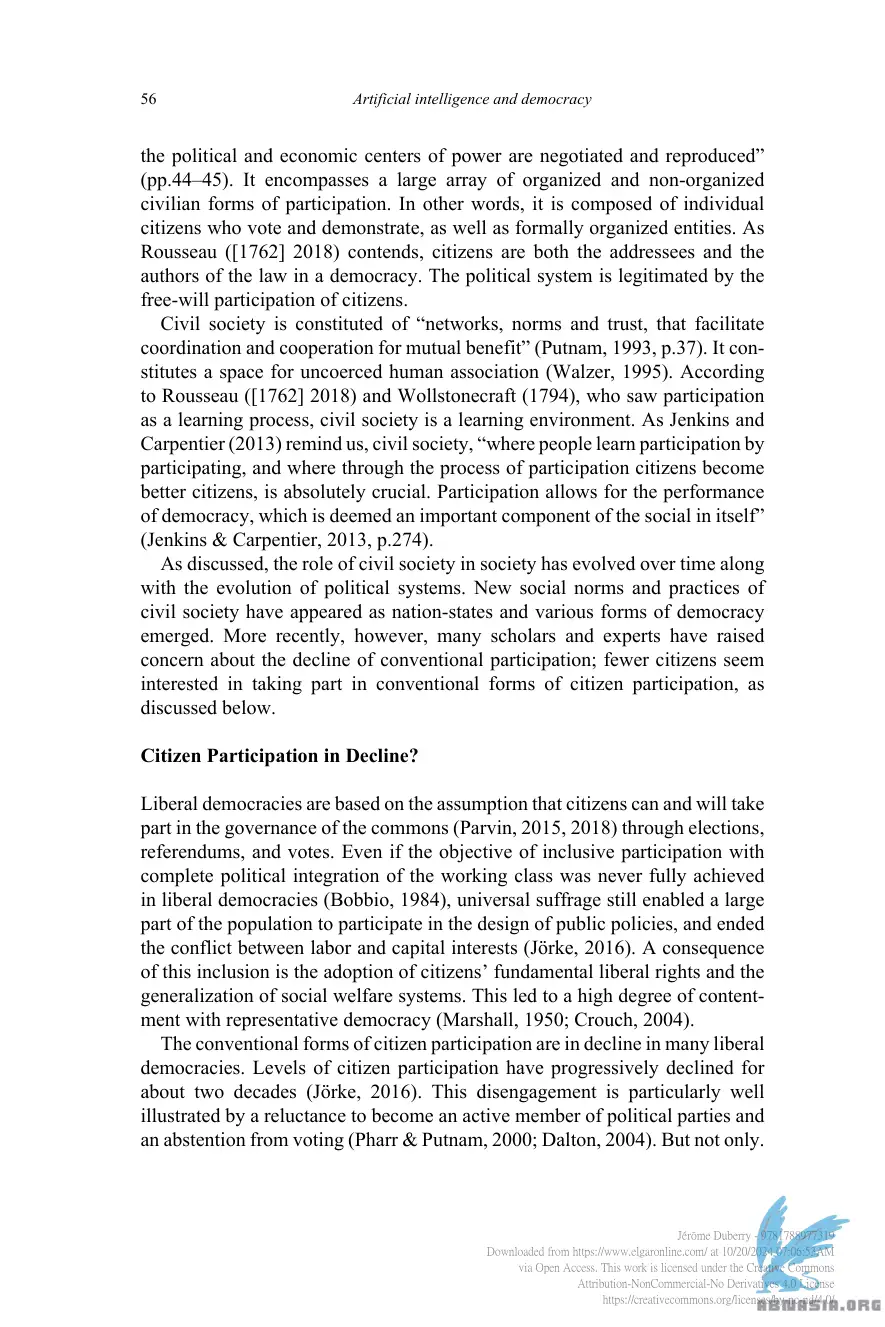 56
Artificial intelligence and democracy
the political and economic centers of power are negotiated and reproduced”
(pp.44–45). It encompasses a large array of organized and non-organized
civilian forms of participation. In other words, it is composed of individual
citizens who vote and demonstrate, as well as formally organized entities. As
Rousseau ([1762] 2018) contends, citizens are both the addressees and the
authors of the law in a democracy. The political system is legitimated by the
free-will participation of citizens.
Civil society is constituted of “networks, norms and trust, that facilitate
coordination and cooperation for mutual benefit” (Putnam, 1993, p.37). It con-
stitutes a space for uncoerced human association (Walzer, 1995). According
to Rousseau ([1762] 2018) and Wollstonecraft (1794), who saw participation
as a learning process, civil society is a learning environment. As Jenkins and
Carpentier (2013) remind us, civil society, “where people learn participation by
participating, and where through the process of participation citizens become
better citizens, is absolutely crucial. Participation allows for the performance
of democracy, which is deemed an important component of the social in itself”
(Jenkins & Carpentier, 2013, p.274).
As discussed, the role of civil society in society has evolved over time along
with the evolution of political systems. New social norms and practices of
civil society have appeared as nation-states and various forms of democracy
emerged. More recently, however, many scholars and experts have raised
concern about the decline of conventional participation; fewer citizens seem
interested in taking part in conventional forms of citizen participation, as
discussed below.
Citizen Participation in Decline?
Liberal democracies are based on the assumption that citizens can and will take
part in the governance of the commons (Parvin, 2015, 2018) through elections,
referendums, and votes. Even if the objective of inclusive participation with
complete political integration of the working class was never fully achieved
in liberal democracies (Bobbio, 1984), universal suffrage still enabled a large
part of the population to participate in the design of public policies, and ended
the conflict between labor and capital interests (Jörke, 2016). A consequence
of this inclusion is the adoption of citizens’ fundamental liberal rights and the
generalization of social welfare systems. This led to a high degree of content-
ment with representative democracy (Marshall, 1950; Crouch, 2004).
The conventional forms of citizen participation are in decline in many liberal
democracies. Levels of citizen participation have progressively declined for
about two decades (Jörke, 2016). This disengagement is particularly well
illustrated by a reluctance to become an active member of political parties and
an abstention from voting (Pharr & Putnam, 2000; Dalton, 2004). But not only.
Jérôme Duberry - 9781788977319
Downloaded from https://www.elgaronline.com/ at 10/20/2024 07:06:52AM
via Open Access. This work is licensed under the Creative Commons
Attribution-NonCommercial-No Derivatives 4.0 License
https://creativecommons.org/licenses/by-nc-nd/4.0/
ABTWASIA.ORG